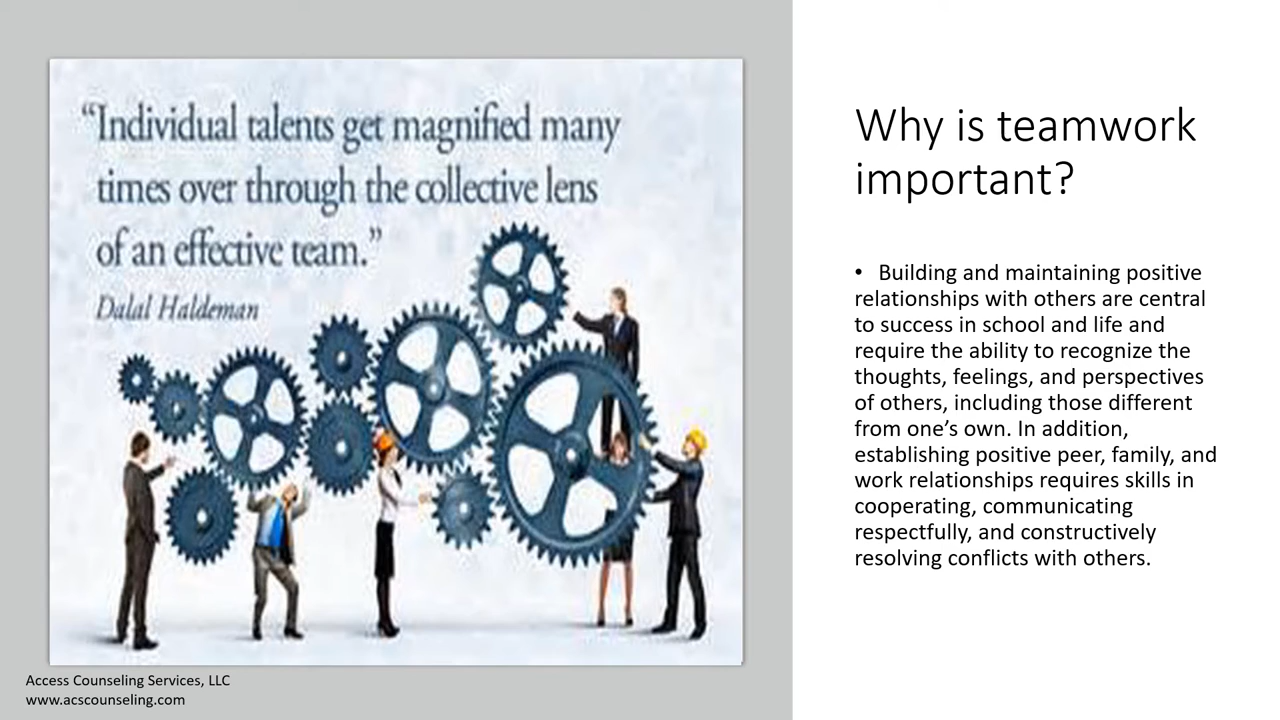 “Individual talents get magnified many
times over through the collective lens
of an effective team.”
Dalal Haldeman
Access Counseling Services, LLC
www.acscounseling.com
Why is teamwork
important?
• Building and maintaining positive
relationships with others are central
to success in school and life and
require the ability to recognize the
thoughts, feelings, and perspectives
of others, including those different
from one’s own. In addition,
establishing positive peer, family, and
work relationships requires skills in
cooperating, communicating
respectfully, and constructively
resolving conflicts with others.